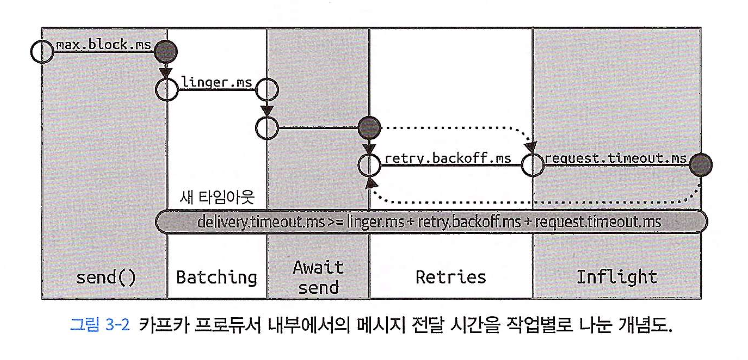 max.block.ms
linger.ms
retry.backoff.ms
request.timeout.ms
새 타임아웃
delivery.timeout.ms >= linger.ms + retry.backoff.ms + request.timeout.ms
send()
Batching
Await
send
Retries
Inflight
그림 3-2 카프카 프로듀서 내부에서의 메시지 전달 시간을 작업별로 나눈 개념도.